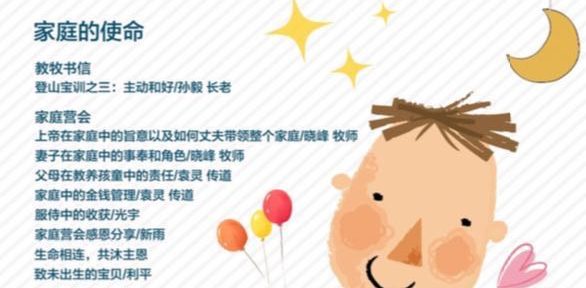 家庭的使命
教牧书信
登山宝训之三：主动和好/孙毅 长老
家庭营会
上帝在家庭中的旨意以及如何丈夫带领整个家庭/晓峰 牧师
妻子在家庭中的事奉和角色/晓峰 牧师
父母在教养孩童中的责任/袁灵 传道
家庭中的金钱管理/袁灵 传道
服侍中的收获/光宇
家庭营会感恩分享/新雨
生命相连，共沐主恩
致未出生的宝贝/利平